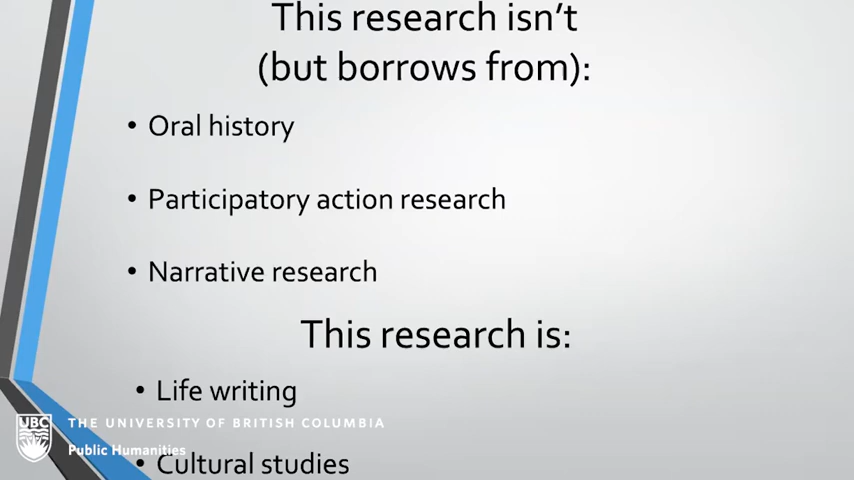 This research isn't
(but borrows from):
• Oral history
• Participatory action research
• Narrative research
This research is:
• Life writing
UBC
THE UNIVERSITY OF BRITISH COLUMBIA
Public Humanities
• Cultural studies